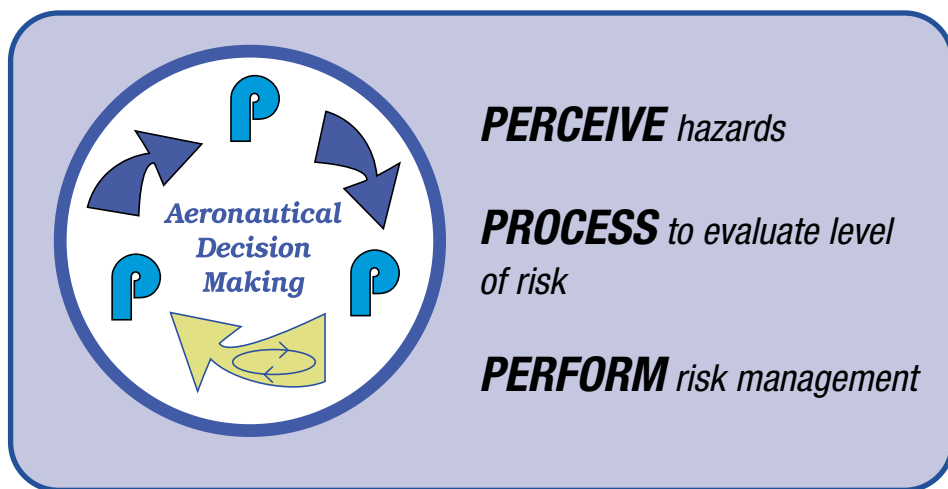 P
Aeronautical
Decision
Making
P
P
PERCEIVE hazards
PROCESS to evaluate level
of risk
PERFORM risk management